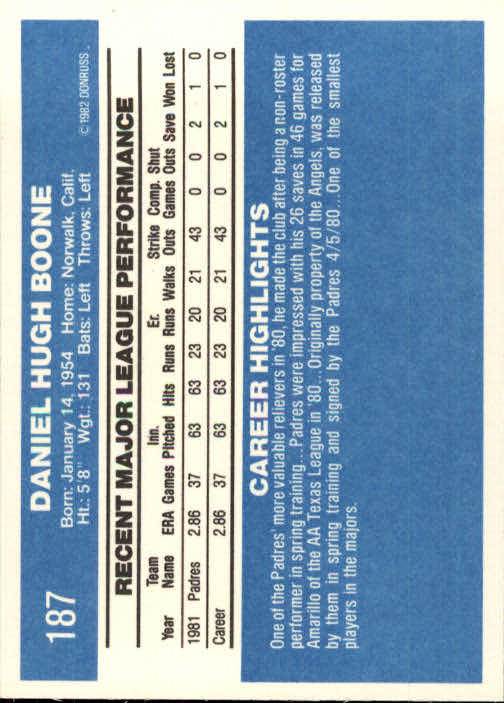 187
DANIEL HUGH BOONE
Born: January 14, 1954 Home: Norwalk, Calif.
Ht.: 5'8" Wgt.: 131 Bats: Left Throws: Left
©1982 DONRUSS.
RECENT MAJOR LEAGUE PERFORMANCE
Team Inn. Er. Strike Comp. Shut
Year Name ERA Games Pitched Hits Runs Runs Walks Outs Games Outs Save Won Lost
1981 Padres 2.86 37 63 63 23 20 21 43 0 0 2 1 0
Career 2.86 37 63 63 23 20 21 43 0 0 2 1 0
CAREER HIGHLIGHTS
One of the Padres' more valuable relievers in '80, he made the club after being a non-roster
performer in spring training...Padres were impressed with his 26 saves in 46 games for
Amarillo of the AA Texas League in '80...Originally property of the Angels, was released
by them in spring training and signed by the Padres 4/5/80...One of the smallest
players in the majors.